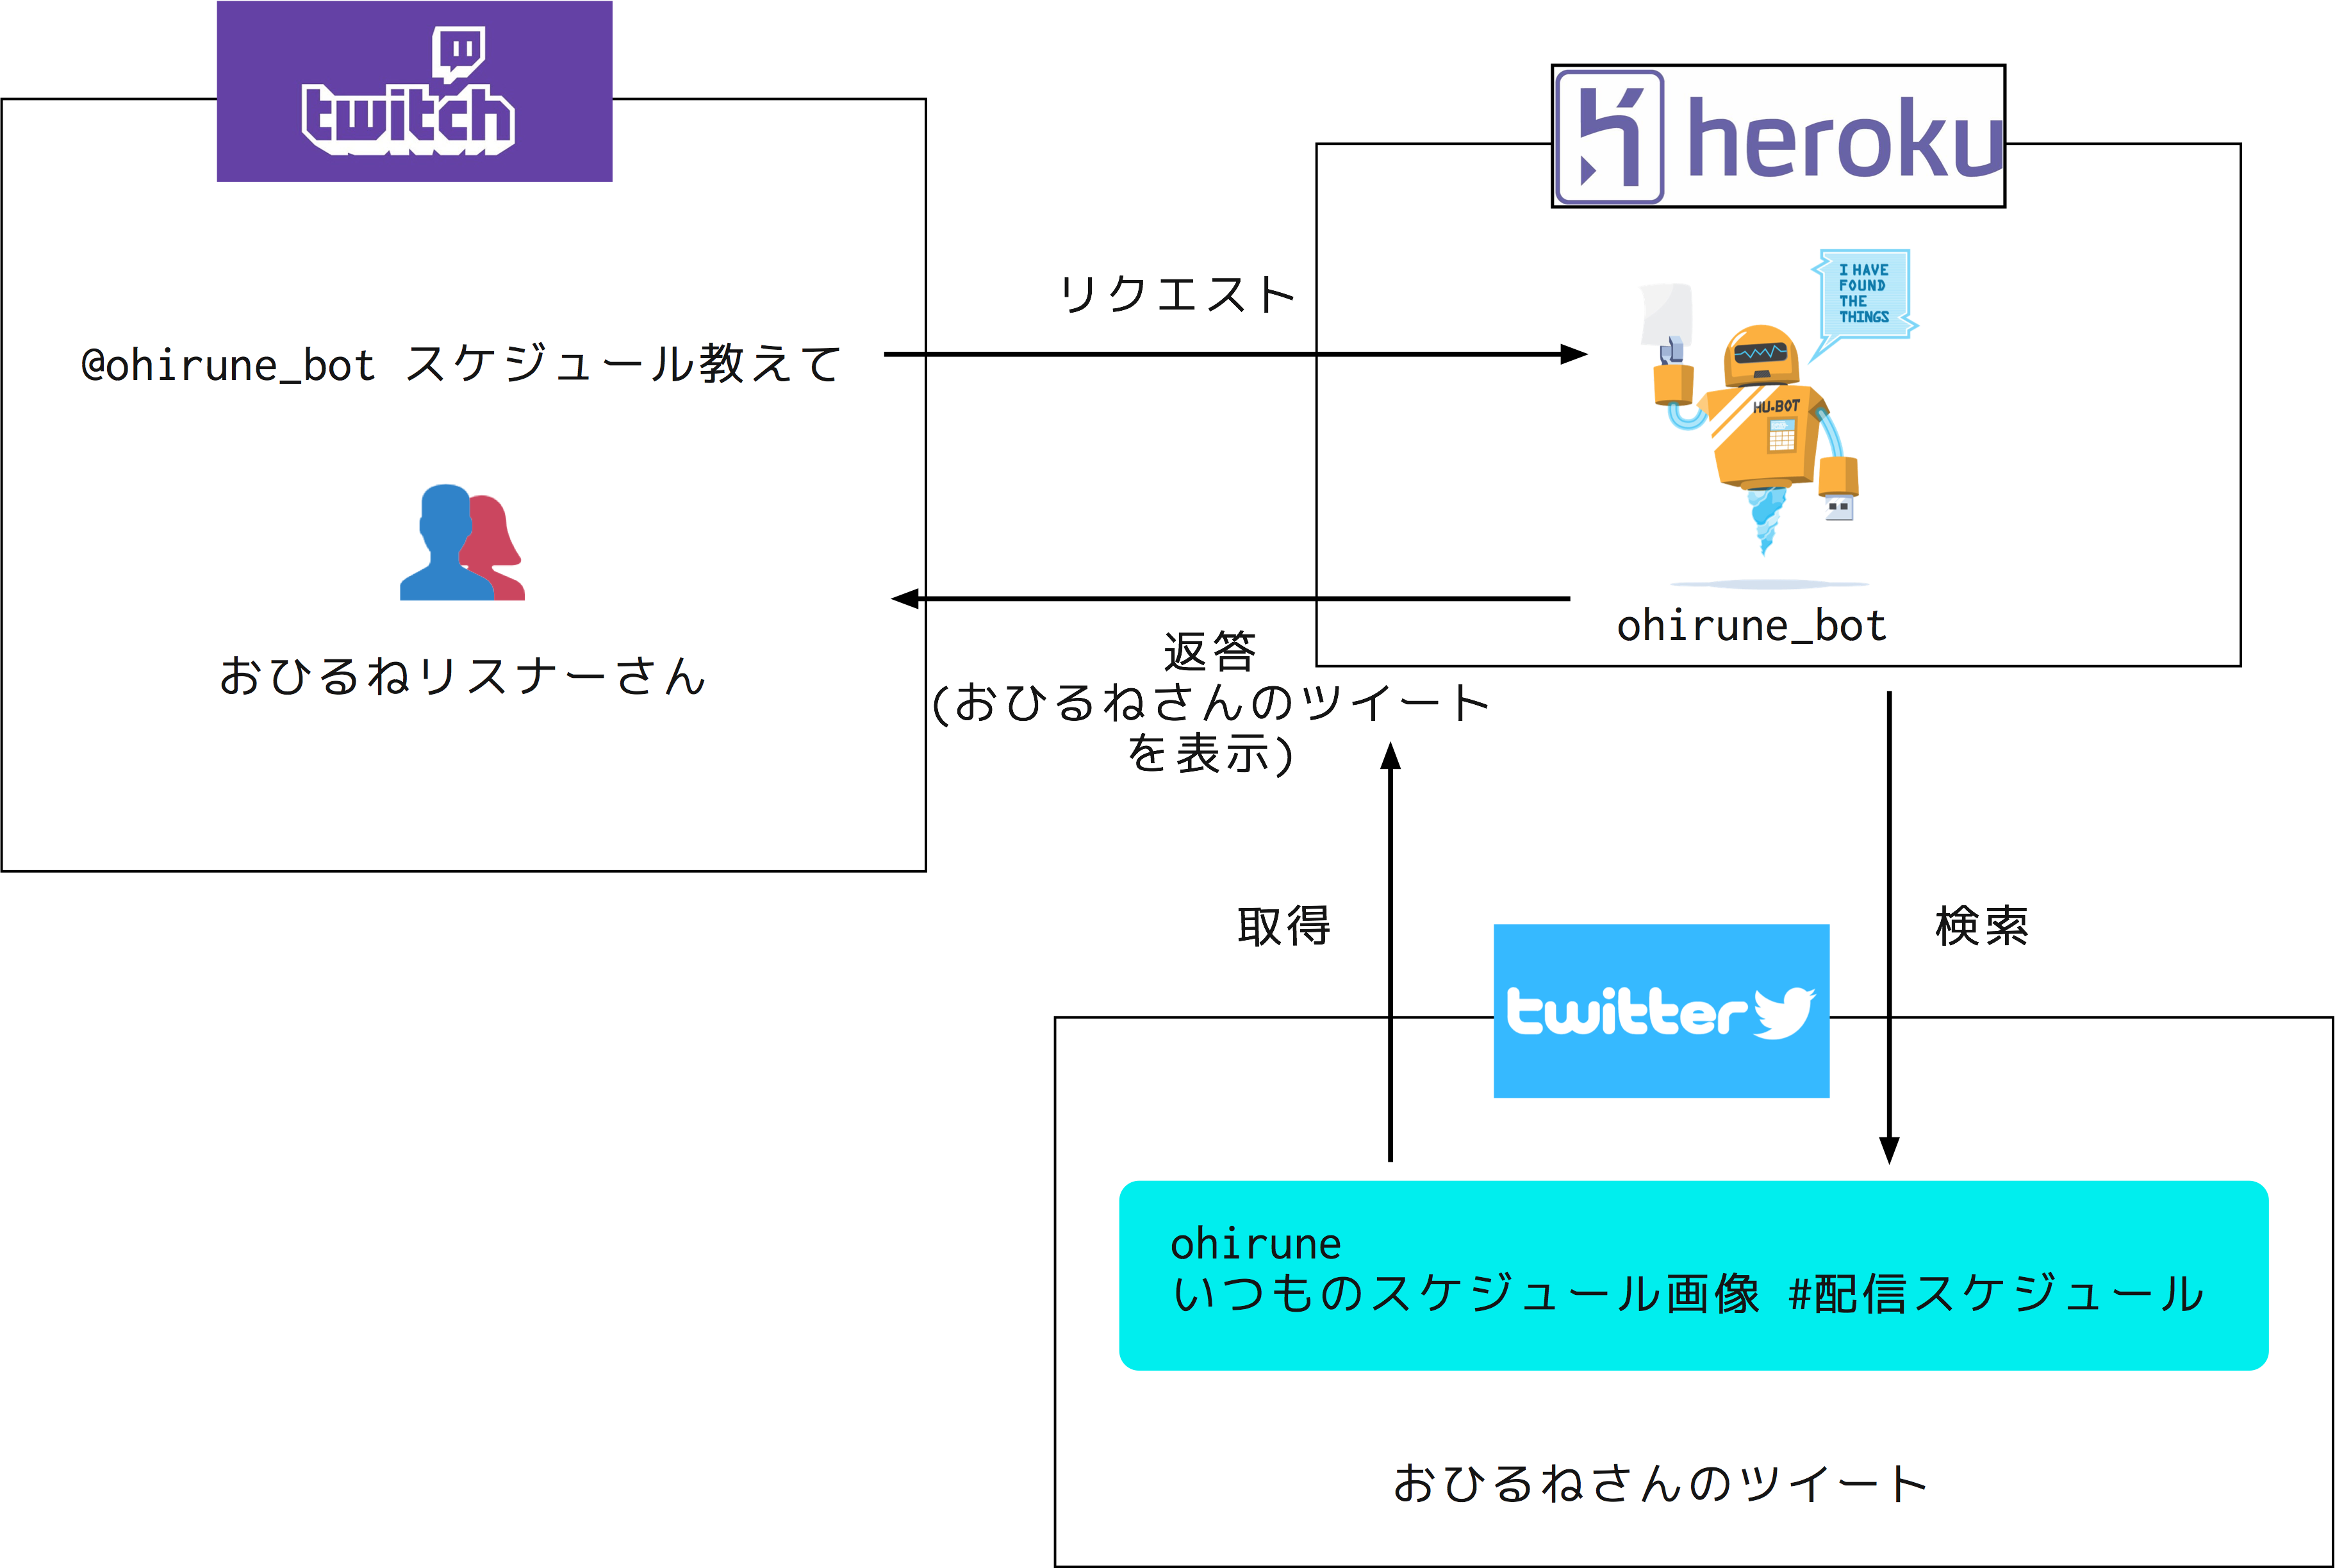 twitch
heroku
I HAVE
FOUND
THE
THINGS
リクエスト
@ohirune_bot スケジュール教えて
HU•BOT
ohirune_bot
おひるねリスナーさん
返答
(おひるねさんのツイート
を表示)
取得
検索
twitter
ohirune
いつものスケジュール画像 #配信スケジュール
おひるねさんのツイート